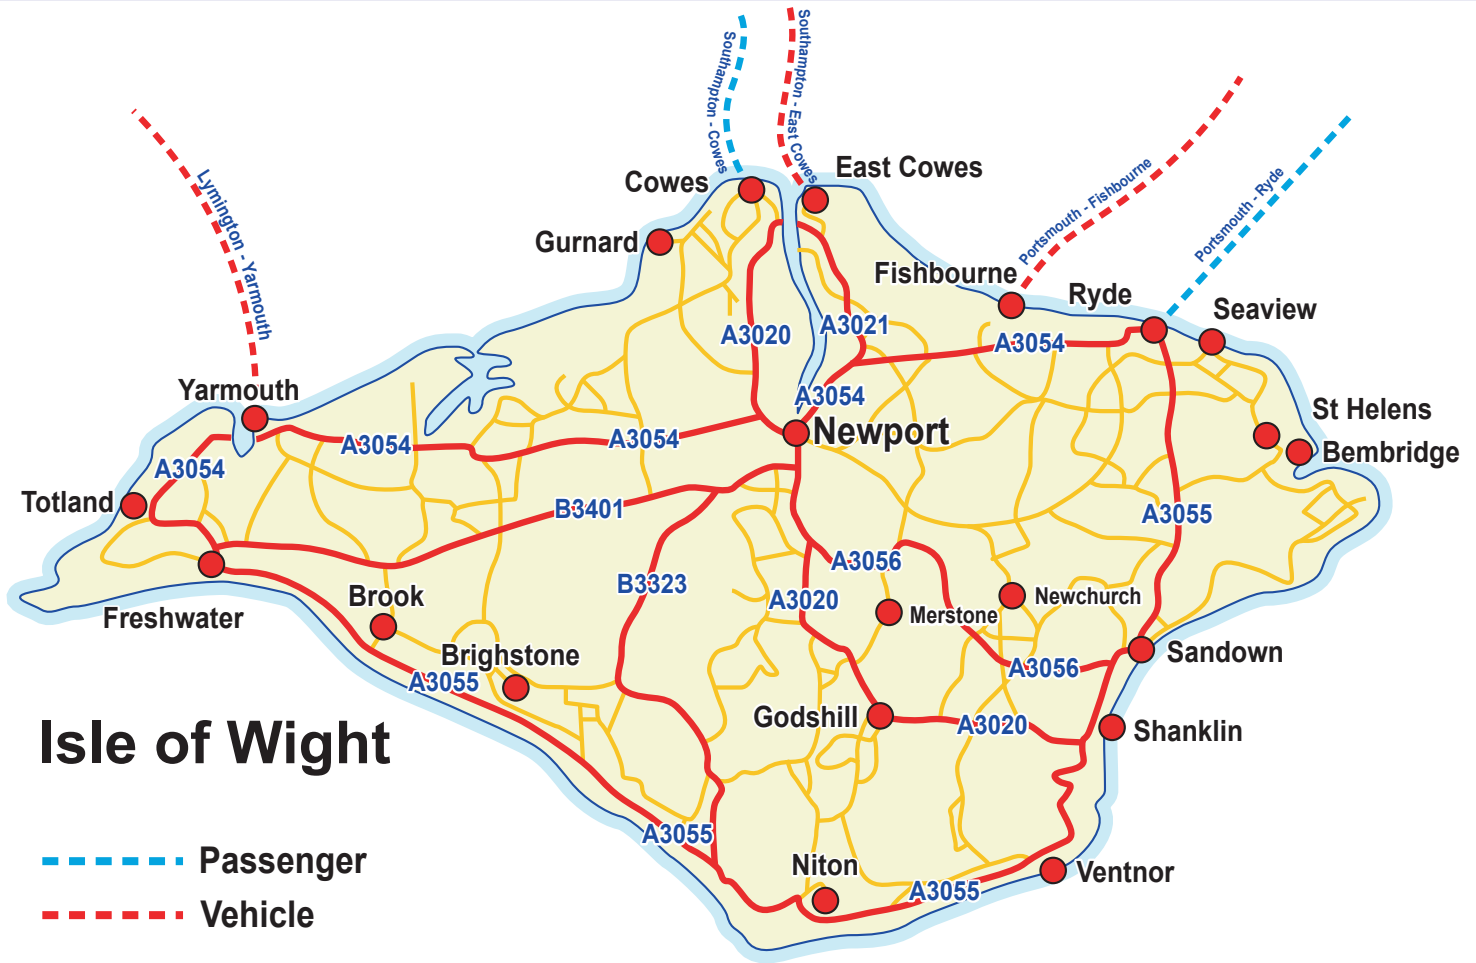 Southampton - Cowes
Southampton - East Cowes
Portsmouth - Fishbourne
Portsmouth - Ryde
Lymington - Yarmouth
Cowes
East Cowes
Gurnard
Fishbourne
Ryde
Seaview
A3020
A3021
A3054
Yarmouth
A3054
St Helens
Newport
A3054
A3054
Bembridge
A3054
Totland
B3401
A3055
A3056
B3323
A3020
Brook
Newchurch
Freshwater
Merstone
Brighstone
A3055
A3056
Sandown
Godshill
A3020
Shanklin
Isle of Wight
A3055
Passenger
Niton
Ventnor
A3055
Vehicle